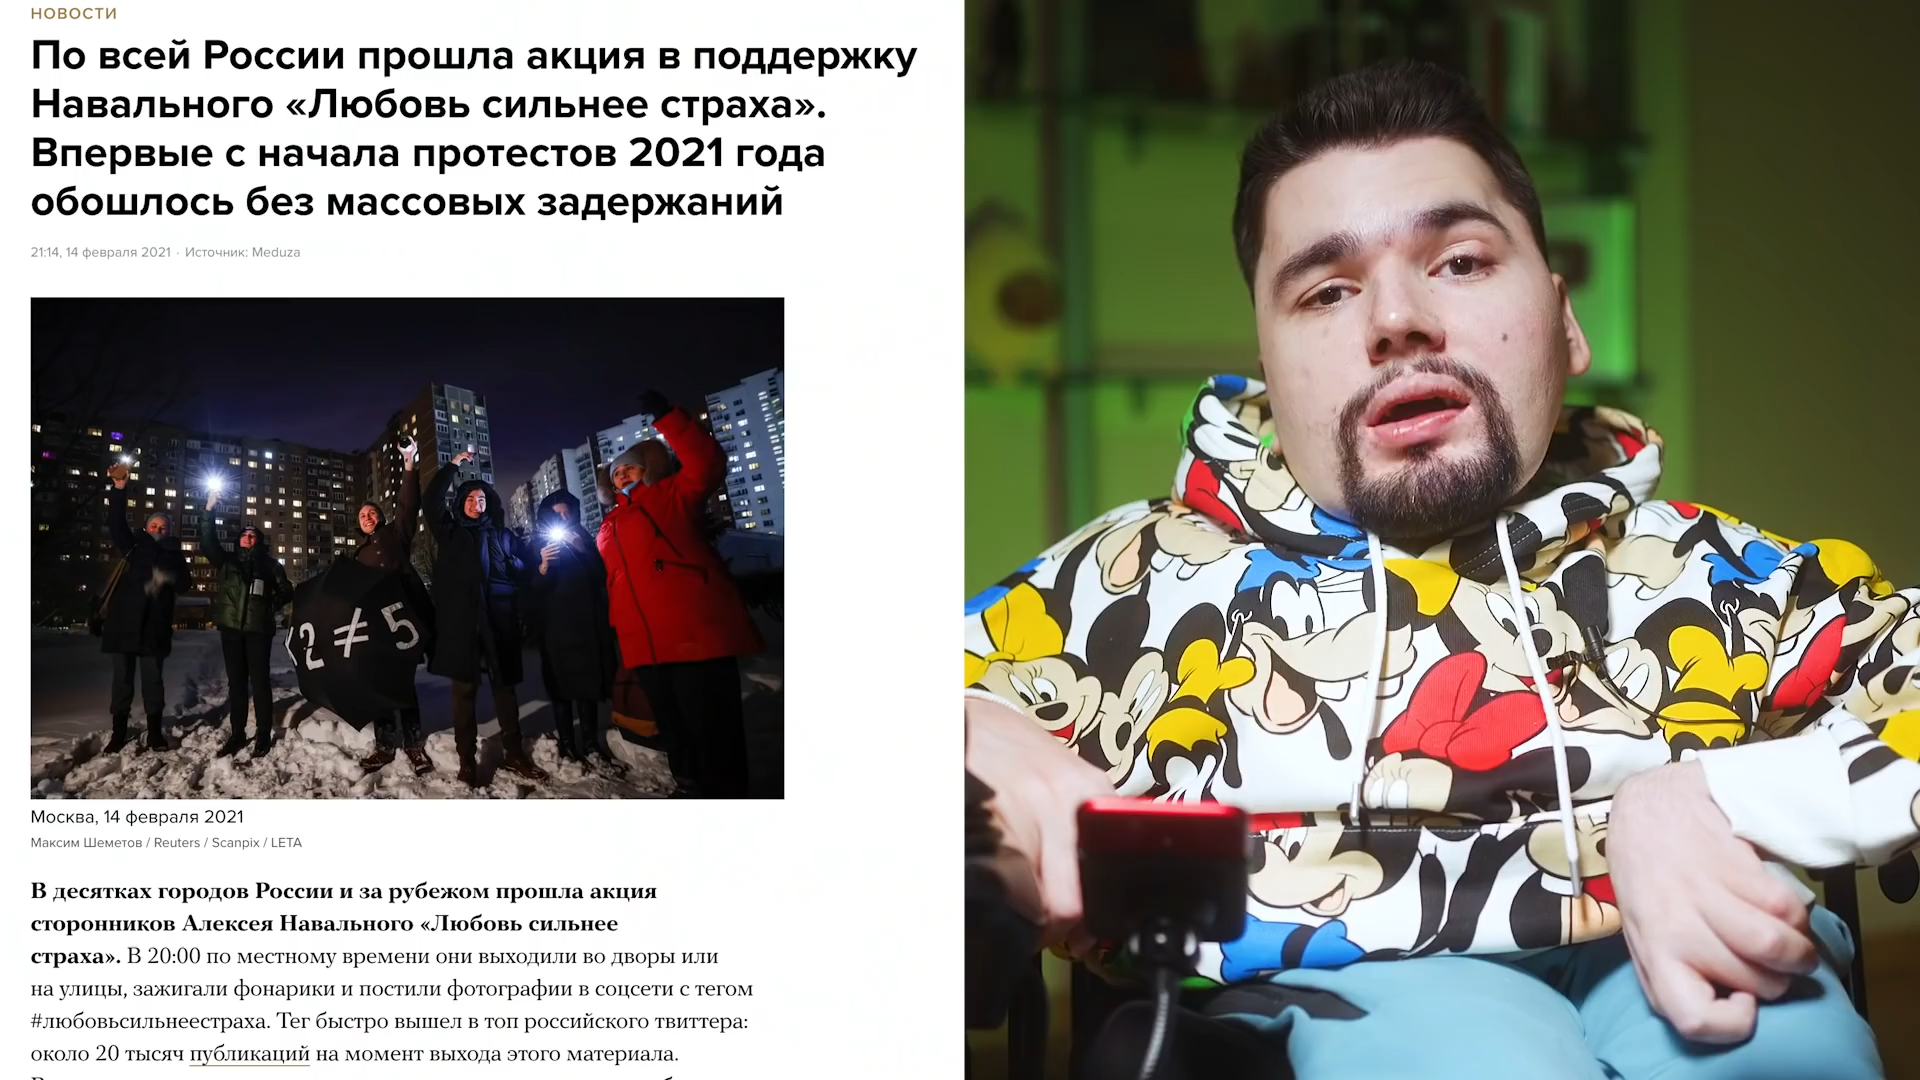 НОВОСТИ
По всей России прошла акция в поддержку
Навального «Любовь сильнее страха».
Впервые с начала протестов 2021 года
обошлось без массовых задержаний
21:14, 14 февраля 2021 · Источник: Meduza
2 ≠ 5
Москва, 14 февраля 2021
Максим Шеметов / Reuters / Scanpix / LETA
В десятках городов России и за рубежом прошла акция
сторонников Алексея Навального «Любовь сильнее
страха». В 20:00 по местному времени они выходили во дворы или
на улицы, зажигали фонарики и постили фотографии в соцсети с тегом
#любовьсильнеестраха. Тег быстро вышел в топ российского твиттера:
около 20 тысяч публикаций на момент выхода этого материала.